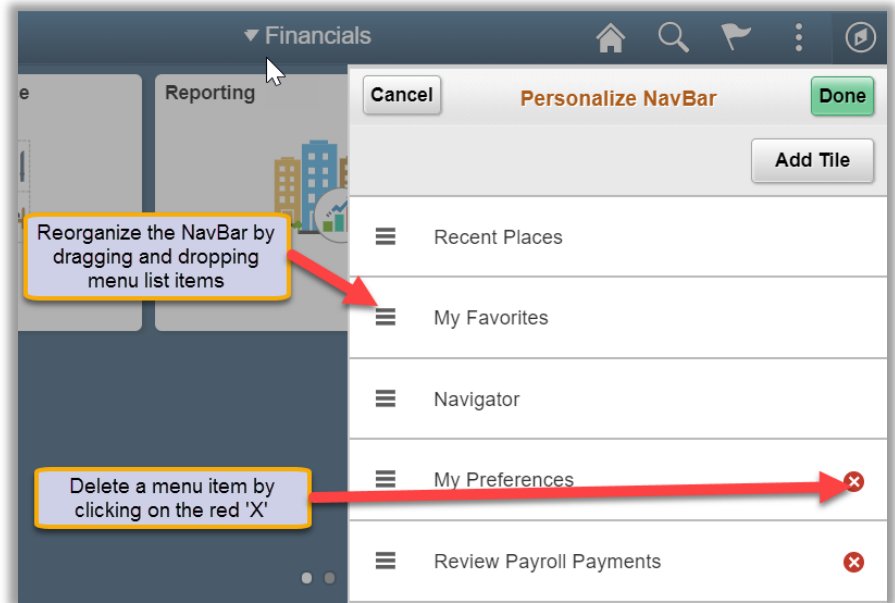 ▼ Financials
e
Reporting
Cancel
Personalize NavBar
Done
Add Tile
Reorganize the NavBar by
dragging and dropping
menu list items
Recent Places
My Favorites
Navigator
Delete a menu item by
clicking on the red 'X'
My Preferences
Review Payroll Payments